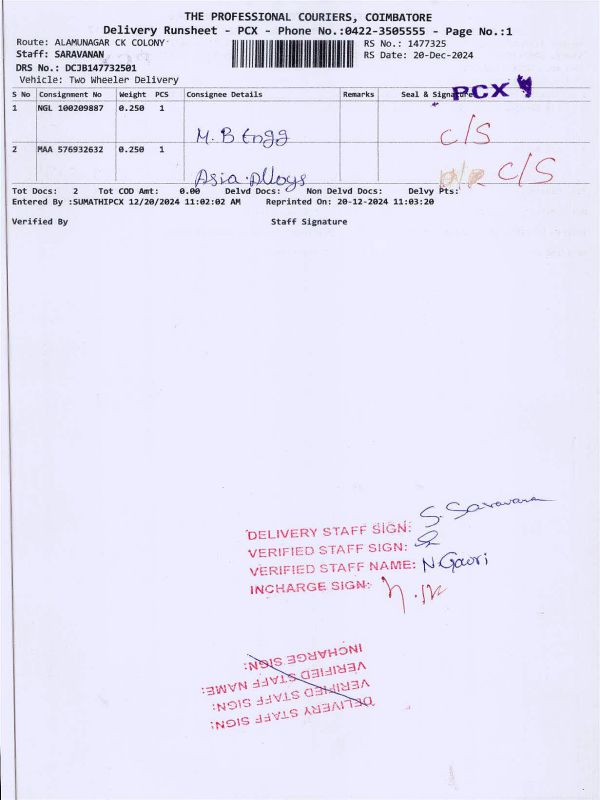 THE PROFESSIONAL COURIERS, COIMBATORE
Delivery Runsheet - PCX - Phone No.:0422-3505555 - Page No.:1
Route: ALAMUNAGAR CK COLONY
RS No.: 1477325
Staff: SARAVANAN
RS Date: 20-Dec-2024
DRS No.: DCJB147732501
Vehicle: Two Wheeler Delivery
PCX
S No Consignment No Weight PCS Consignee Details Remarks Seal & Signature
1 NGL 100209887 0.250 1
M. B Engg C/S
2 MAA 576932632 0.250 1
Asia Alloys C/S
Tot Docs: 2 Tot COD Amt: 0.00 Delvd Docs: Non Delvd Docs: Delvy Pts:
Entered By :SUMATHIPCX 12/20/2024 11:02:02 AM Reprinted On: 20-12-2024 11:03:20
Verified By Staff Signature
DELIVERY STAFF SIGN: S. Saravana
VERIFIED STAFF SIGN:
VERIFIED STAFF NAME: N. Gowri
INCHARGE SIGN:
DELIVERY STAFF SIGN:
VERIFIED STAFF SIGN:
VERIFIED STAFF NAME:
INCHARGE SIGN: